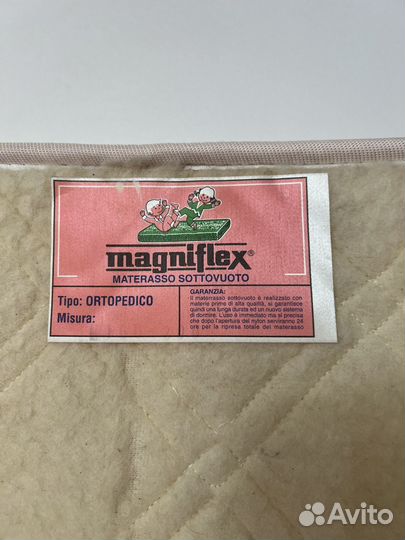 magniflex®
MATERASSO SOTTOVUOTO
Tipo: ORTOPEDICO
Misura:
GARANZIA:
Il materrasso sottovuoto è realizzato con
materie prime di alta qualità, si garantisce
quindi una lunga durata ed un nuovo sistema
di dormire. L'uso è immediato ma si precisa
che dopo l'apertura del nylon serviranno 24
ore per la ripresa totale del materasso
Avito